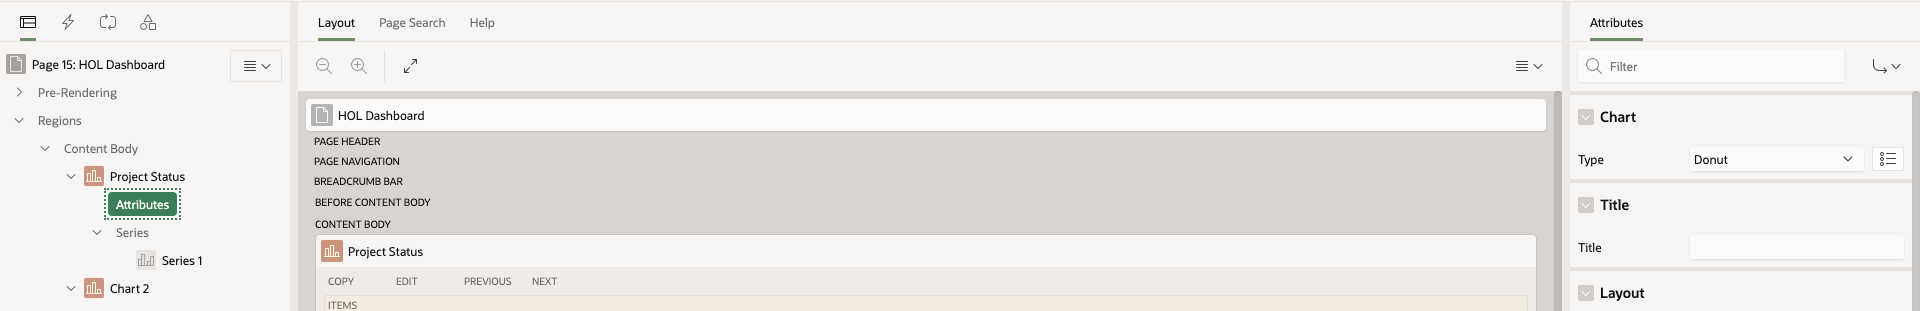 Layout
Page Search
Help
Attributes
Page 15: HOL Dashboard
Filter
Pre-Rendering
Regions
Content Body
Project Status
Attributes
Series
Series 1
Chart 2
HOL Dashboard
PAGE HEADER
PAGE NAVIGATION
BREADCRUMB BAR
BEFORE CONTENT BODY
CONTENT BODY
Project Status
COPY EDIT PREVIOUS NEXT
ITEMS
Chart
Type Donut
Title
Title
Layout